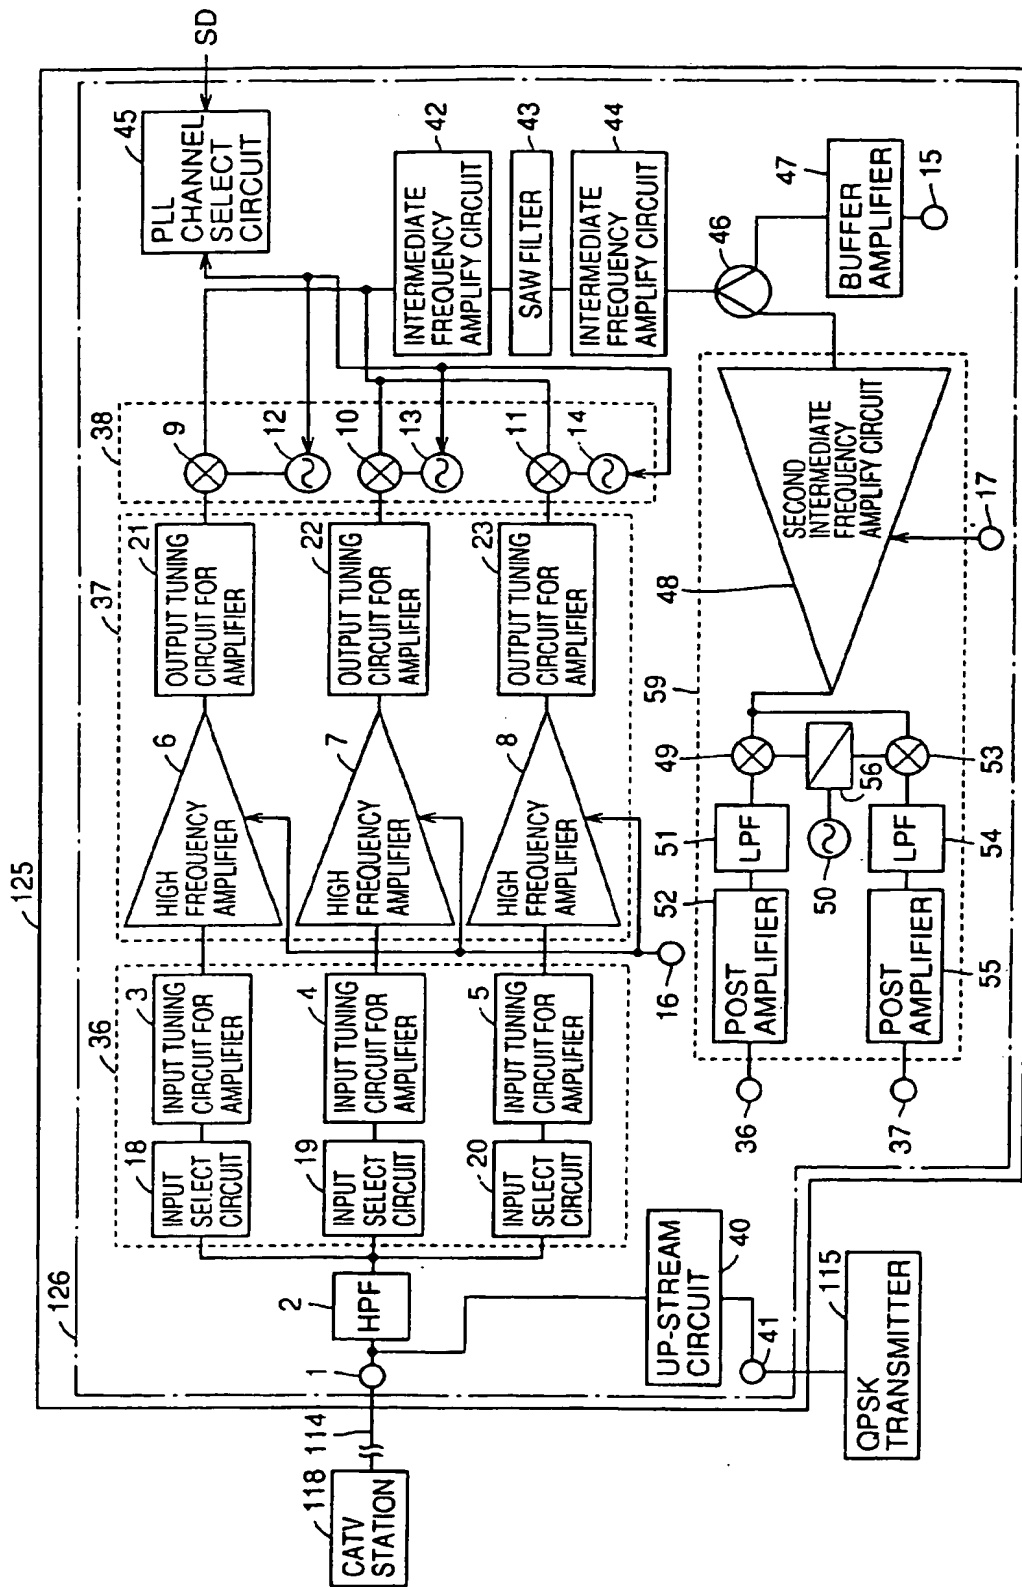 125
126
SD
45
PLL
CHANNEL
SELECT
CIRCUIT
118
CATV
STATION
114
1
2
HPF
36
18
INPUT
SELECT
CIRCUIT
3
INPUT TUNING
CIRCUIT FOR
AMPLIFIER
19
INPUT
SELECT
CIRCUIT
4
INPUT TUNING
CIRCUIT FOR
AMPLIFIER
20
INPUT
SELECT
CIRCUIT
5
INPUT TUNING
CIRCUIT FOR
AMPLIFIER
37
6
HIGH
FREQUENCY
AMPLIFIER
21
OUTPUT TUNING
CIRCUIT FOR
AMPLIFIER
7
HIGH
FREQUENCY
AMPLIFIER
22
OUTPUT TUNING
CIRCUIT FOR
AMPLIFIER
8
HIGH
FREQUENCY
AMPLIFIER
23
OUTPUT TUNING
CIRCUIT FOR
AMPLIFIER
16
38
9
12
10
13
11
14
42
INTERMEDIATE
FREQUENCY
AMPLIFY CIRCUIT
43
SAW FILTER
44
INTERMEDIATE
FREQUENCY
AMPLIFY CIRCUIT
46
47
BUFFER
AMPLIFIER
15
UP-STREAM
CIRCUIT
40
41
115
QPSK
TRANSMITTER
59
48
SECOND
INTERMEDIATE
FREQUENCY
AMPLIFY CIRCUIT
17
49
51
LPF
52
POST
AMPLIFIER
36
50
56
53
LPF
54
POST
AMPLIFIER
55
37